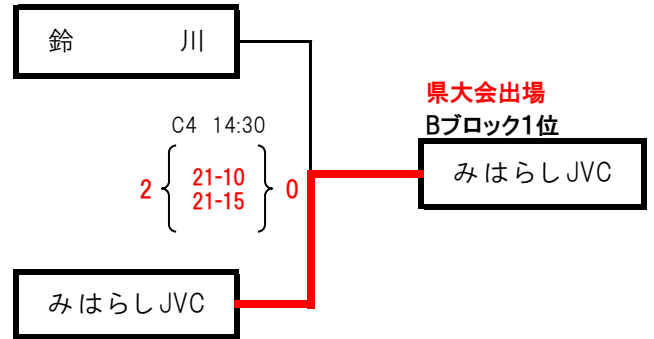 鈴　　川
県大会出場
Bブロック1位
C4 14:30
みはらしJVC
2 { 21-10 } 0
21-15
みはらしJVC